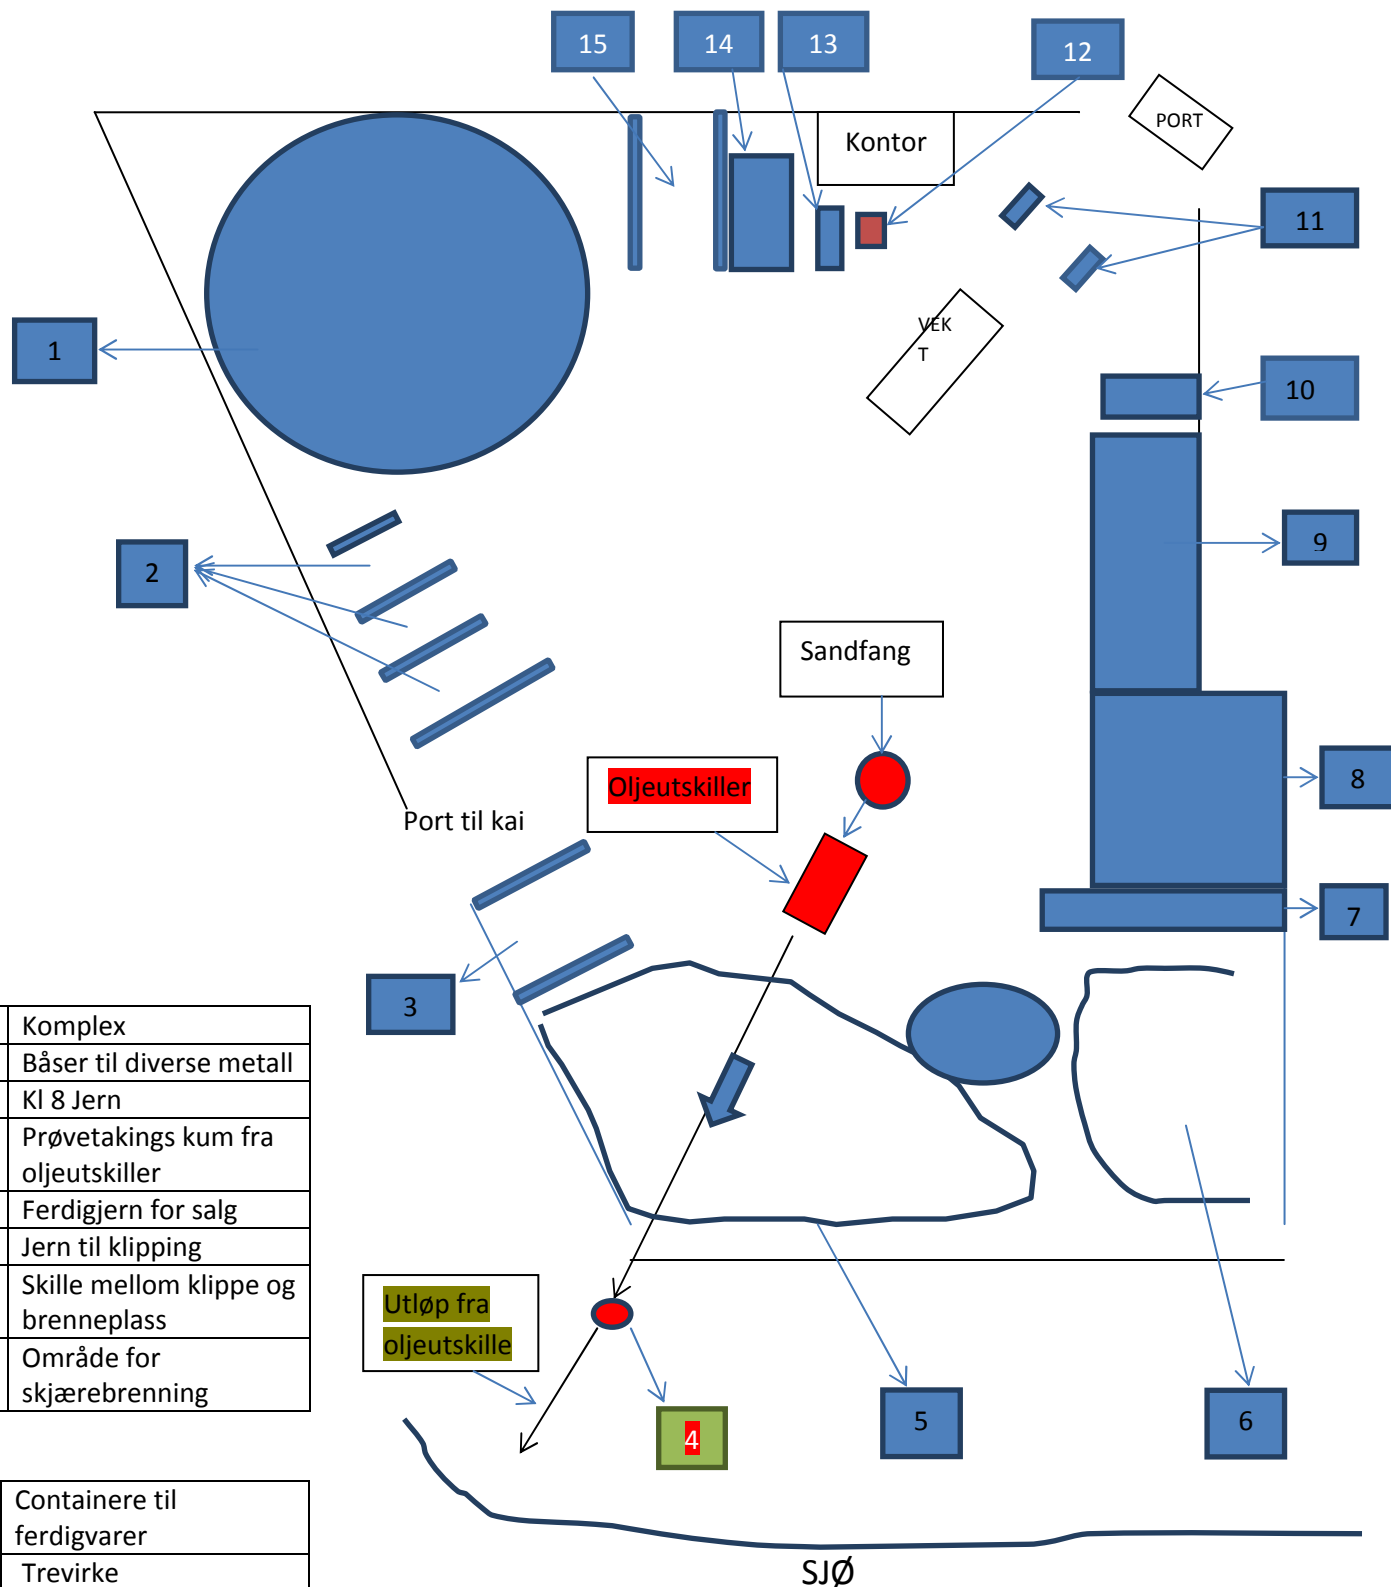 15
14
13
12
PORT
Kontor
11
VEK
T
1
10
9
2
Sandfang
Oljeutskiller
8
Port til kai
7
3
Komplex
Båser til diverse metall
Kl 8 Jern
Prøvetakings kum fra
oljeutskiller
Ferdigjern for salg
Jern til klipping
Skille mellom klippe og
brenneplass
Område for
skjærebrenning
Utløp fra
oljeutskille
4
5
6
Containere til
ferdigvarer
Trevirke
SJØ